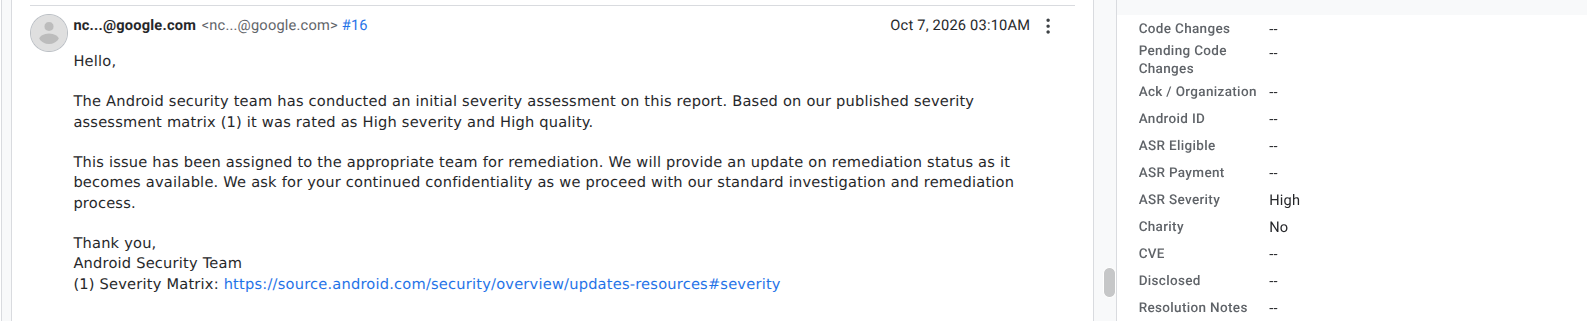 nc...@google.com <nc...@google.com> #16 Oct 7, 2026 03:10AM
Hello,
The Android security team has conducted an initial severity assessment on this report. Based on our published severity
assessment matrix (1) it was rated as High severity and High quality.
This issue has been assigned to the appropriate team for remediation. We will provide an update on remediation status as it
becomes available. We ask for your continued confidentiality as we proceed with our standard investigation and remediation
process.
Thank you,
Android Security Team
(1) Severity Matrix: https://source.android.com/security/overview/updates-resources#severity
Code Changes --
Pending Code --
Changes
Ack / Organization --
Android ID --
ASR Eligible --
ASR Payment --
ASR Severity High
Charity No
CVE --
Disclosed --
Resolution Notes --